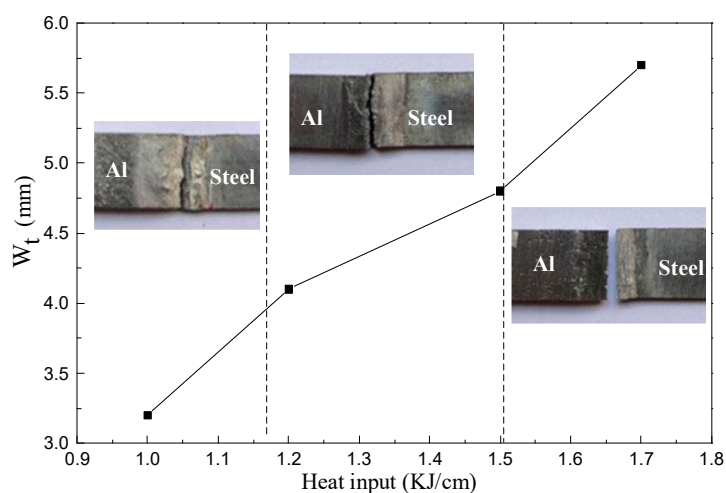 6.0
5.5
5.0
4.5
4.0
3.5
3.0
W_t (mm)
Al
Steel
Al
Steel
Al
Steel
0.9 1.0 1.1 1.2 1.3 1.4 1.5 1.6 1.7 1.8
Heat input (KJ/cm)